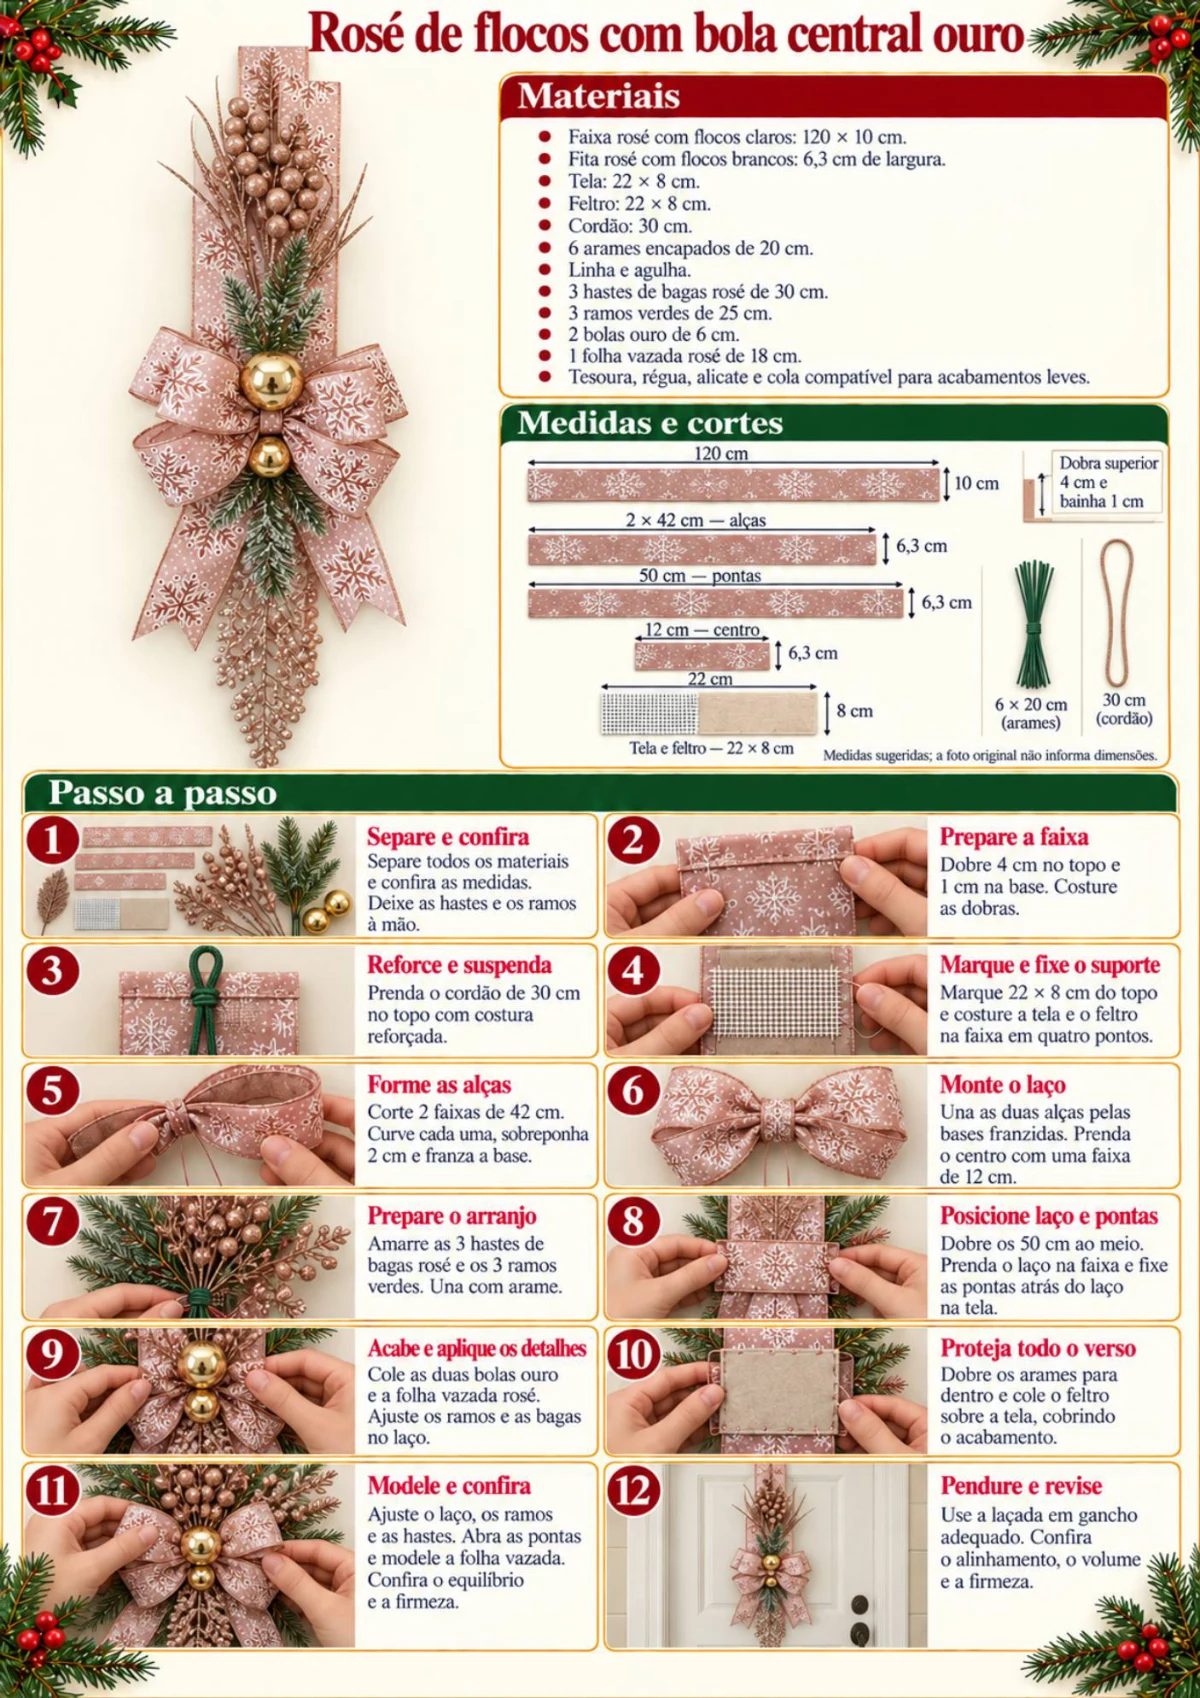 Rosé de flocos com bola central ouro
Materiais
Faixa rosé com flocos claros: 120 × 10 cm.
Fita rosé com flocos brancos: 6,3 cm de largura.
Tela: 22 × 8 cm.
Feltro: 22 × 8 cm.
Cordão: 30 cm.
6 arames encapados de 20 cm.
Linha e agulha.
3 hastes de bagas rosé de 30 cm.
3 ramos verdes de 25 cm.
2 bolas ouro de 6 cm.
1 folha vazada rosé de 18 cm.
Tesoura, régua, alicate e cola compatível para acabamentos leves.
Medidas e cortes
120 cm
10 cm
Dobra superior
4 cm e
bainha 1 cm
2 × 42 cm — alças
6,3 cm
50 cm — pontas
6,3 cm
12 cm — centro
6,3 cm
22 cm
8 cm
Tela e feltro — 22 × 8 cm
6 × 20 cm
(arames)
30 cm
(cordão)
Medidas sugeridas; a foto original não informa dimensões.
Passo a passo
1
Separe e confira
Separe todos os materiais
e confira as medidas.
Deixe as hastes e os ramos
à mão.
2
Prepare a faixa
Dobre 4 cm no topo e
1 cm na base. Costure
as dobras.
3
Reforce e suspenda
Prenda o cordão de 30 cm
no topo com costura
reforçada.
4
Marque e fixe o suporte
Marque 22 × 8 cm do topo
e costure a tela e o feltro
na faixa em quatro pontos.
5
Forme as alças
Corte 2 faixas de 42 cm.
Curve cada uma, sobreponha
2 cm e franza a base.
6
Monte o laço
Una as duas alças pelas
bases franzidas. Prenda
o centro com uma faixa
de 12 cm.
7
Prepare o arranjo
Amarre as 3 hastes de
bagas rosé e os 3 ramos
verdes. Una com arame.
8
Posicione laço e pontas
Dobre os 50 cm ao meio.
Prenda o laço na faixa e fixe
as pontas atrás do laço
na tela.
9
Acabe e aplique os detalhes
Cole as duas bolas ouro
e a folha vazada rosé.
Ajuste os ramos e as bagas
no laço.
10
Proteja todo o verso
Dobre os arames para
dentro e cole o feltro
sobre a tela, cobrindo
o acabamento.
11
Modele e confira
Ajuste o laço, os ramos
e as hastes. Abra as pontas
e modele a folha vazada.
Confira o equilíbrio
e a firmeza.
12
Pendure e revise
Use a laçada em gancho
adequado. Confira
o alinhamento, o volume
e a firmeza.